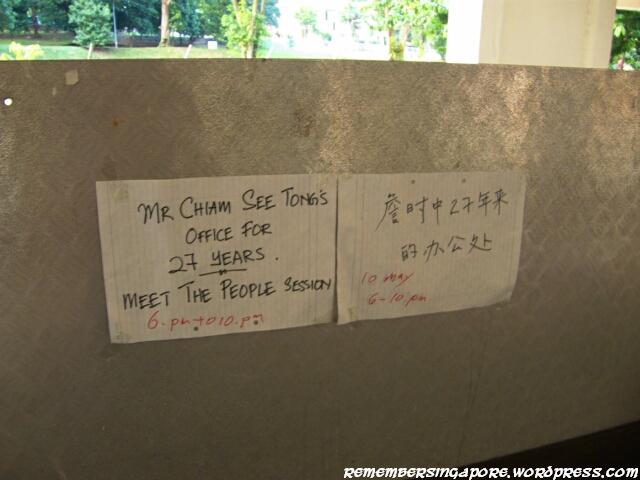 MR CHIAM SEE TONG'S
OFFICE FOR
27 YEARS.
MEET THE PEOPLE SESSION
6.pm to 10.pm
詹时中27年来
的办公处
10 may
6-10 pm
REMEMBERSINGAPORE.WORDPRESS.COM